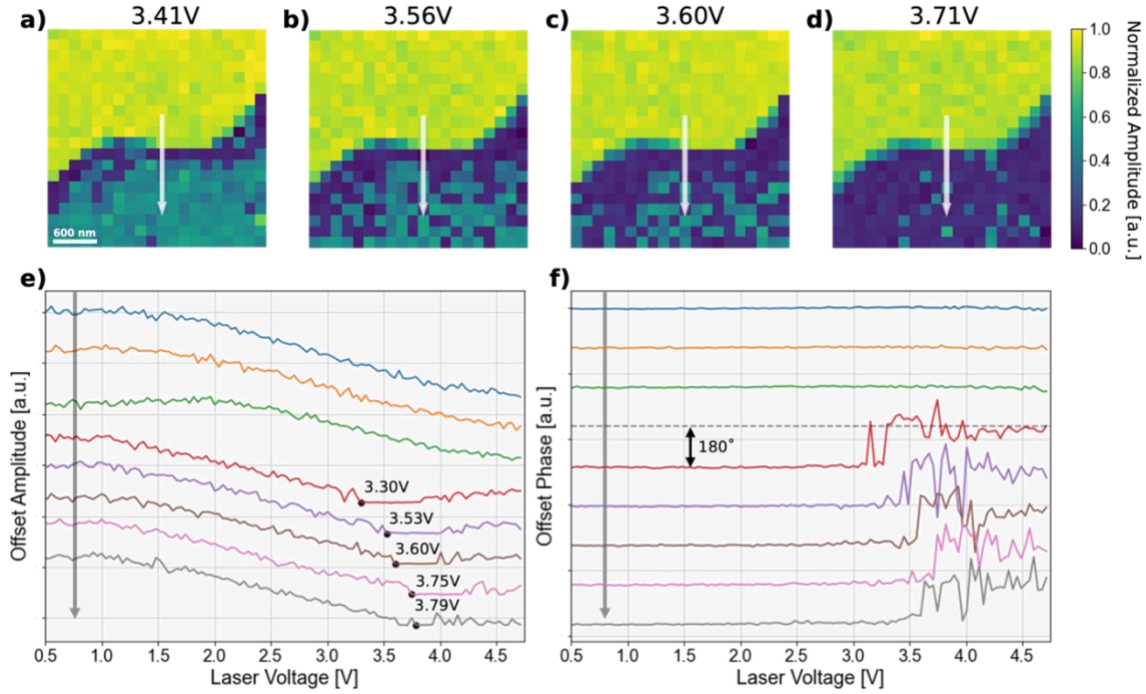 a) 3.41V
b) 3.56V
c) 3.60V
d) 3.71V
600 nm
1.0
0.8
0.6
0.4
0.2
0.0
Normalized Amplitude [a.u.]
e)
Offset Amplitude [a.u.]
3.30V
3.53V
3.60V
3.75V
3.79V
0.5 1.0 1.5 2.0 2.5 3.0 3.5 4.0 4.5
Laser Voltage [V]
f)
Offset Phase [a.u.]
180°
0.5 1.0 1.5 2.0 2.5 3.0 3.5 4.0 4.5
Laser Voltage [V]